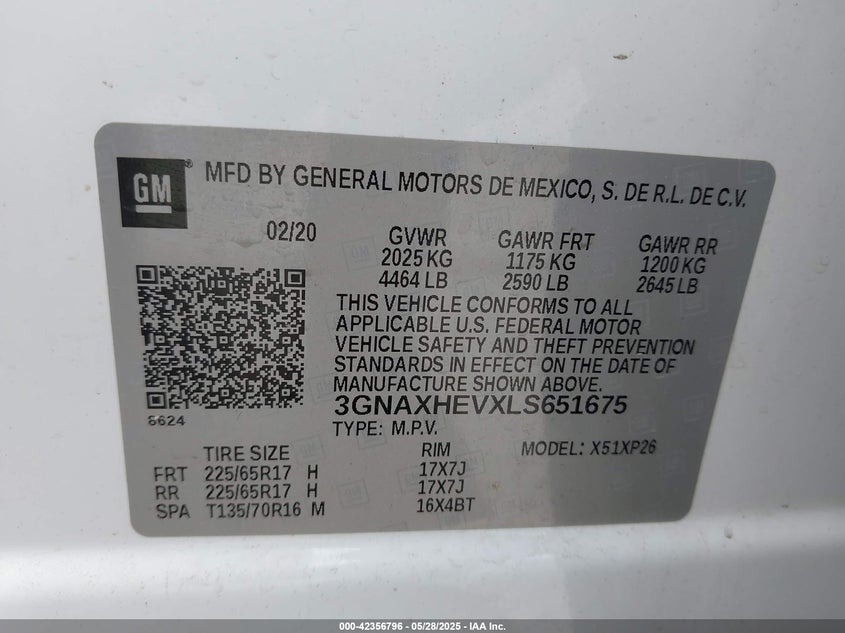 GM ® MFD BY GENERAL MOTORS DE MEXICO, S. DE R.L. DE C.V.
02/20 GVWR GAWR FRT GAWR RR
2025 KG 1175 KG 1200 KG
4464 LB 2590 LB 2645 LB
THIS VEHICLE CONFORMS TO ALL
APPLICABLE U.S. FEDERAL MOTOR
VEHICLE SAFETY AND THEFT PREVENTION
STANDARDS IN EFFECT ON THE DATE OF
MANUFACTURE SHOWN ABOVE.
3GNAXHEVXLS651675
8624 TYPE: M.P.V. MODEL: X51XP26
TIRE SIZE RIM
FRT 225/65R17 H 17X7J
RR 225/65R17 H 17X7J
SPA T135/70R16 M 16X4BT
000-42356796 - 05/28/2025 - IAA Inc.